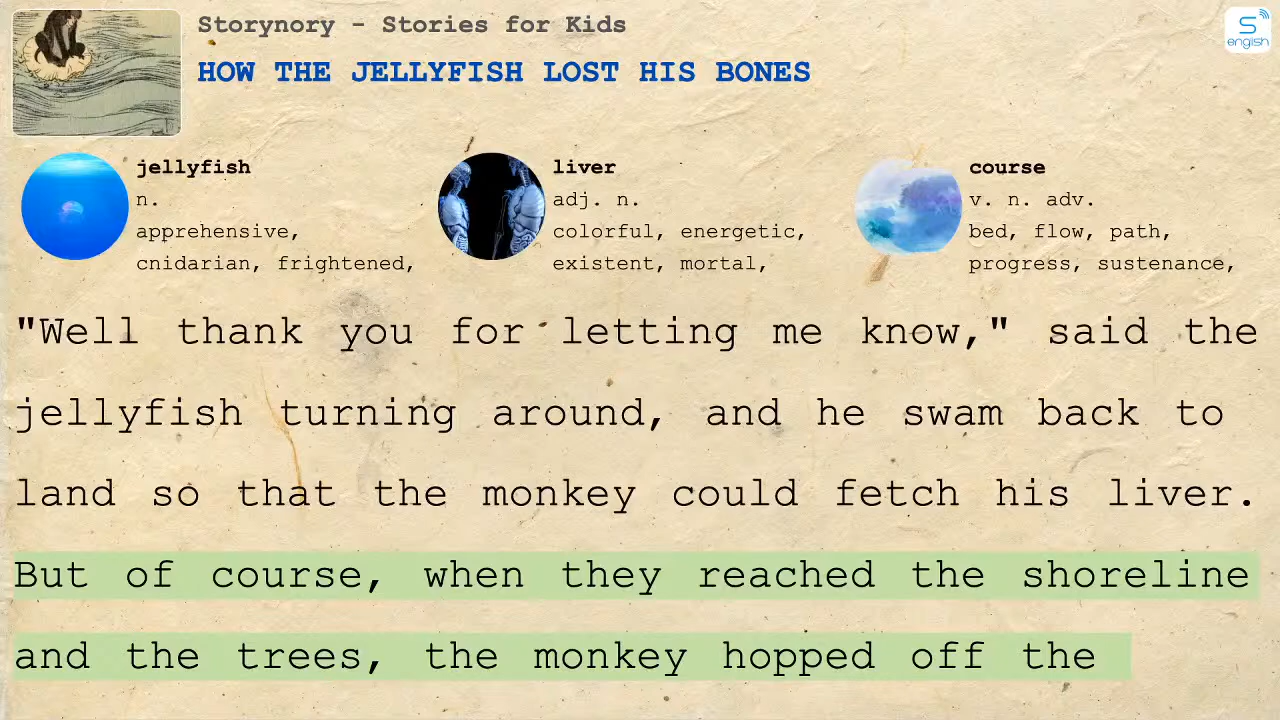 Storynory - Stories for Kids
HOW THE JELLYFISH LOST HIS BONES
S
english
jellyfish
n.
apprehensive,
cnidarian, frightened,
liver
adj. n.
colorful, energetic,
existent, mortal,
course
v. n. adv.
bed, flow, path,
progress, sustenance,
"Well thank you for letting me know," said the
jellyfish turning around, and he swam back to
land so that the monkey could fetch his liver.
But of course, when they reached the shoreline
and the trees, the monkey hopped off the